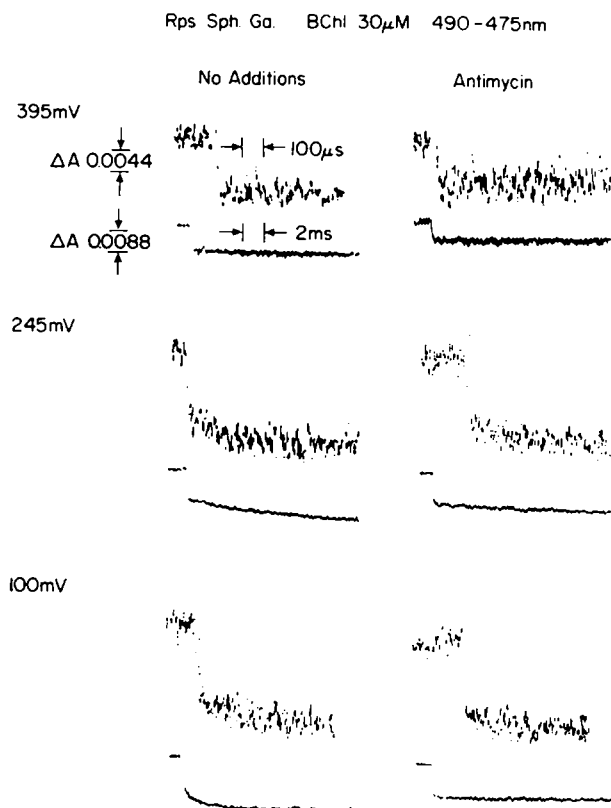 Rps Sph. Ga. BChl 30μM 490-475nm
No Additions
Antimycin
395mV
ΔA 0.0044
100μs
ΔA 0.0088
2ms
245mV
100mV